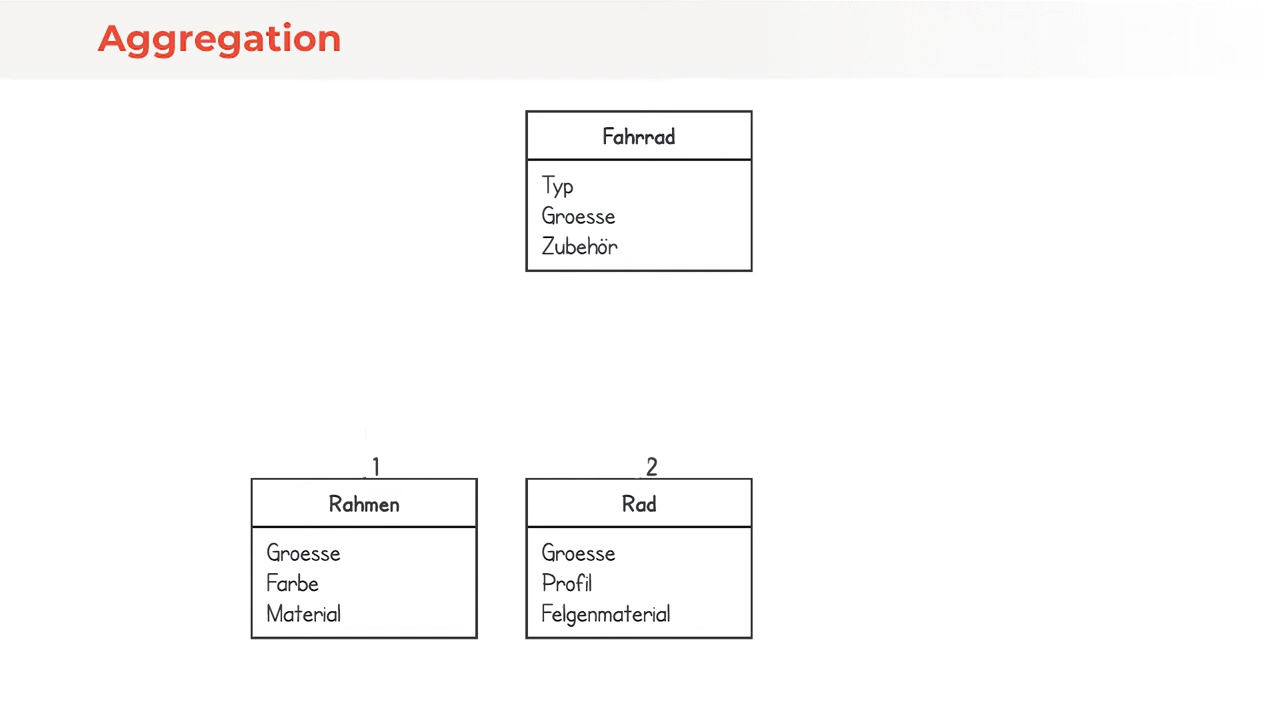 Aggregation
Fahrrad
Typ
Groesse
Zubehör
1
Rahmen
Groesse
Farbe
Material
2
Rad
Groesse
Profil
Felgenmaterial